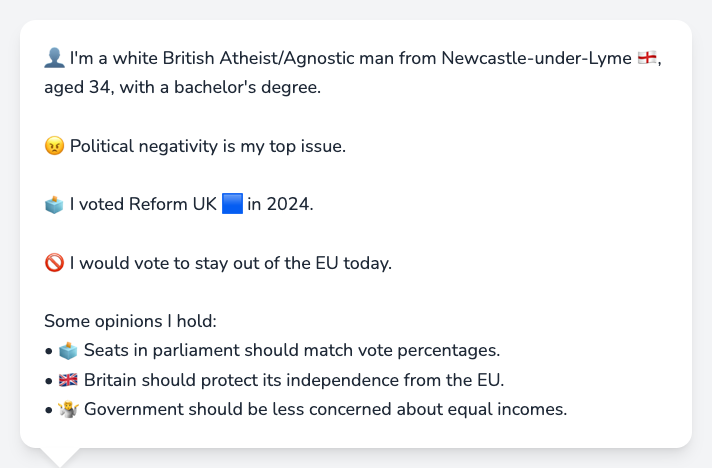 👤 I'm a white British Atheist/Agnostic man from Newcastle-under-Lyme 🏴󠁧󠁢󠁥󠁮󠁧󠁿,
aged 34, with a bachelor's degree.
😠 Political negativity is my top issue.
🗳️ I voted Reform UK 🟦 in 2024.
🚫 I would vote to stay out of the EU today.
Some opinions I hold:
• 🗳️ Seats in parliament should match vote percentages.
• 🇬🇧 Britain should protect its independence from the EU.
• 🤷 Government should be less concerned about equal incomes.